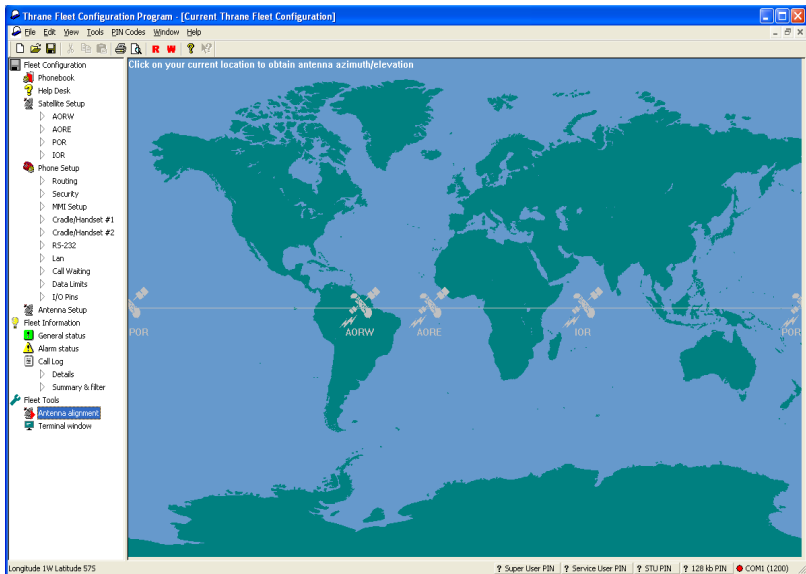 Thrane Fleet Configuration Program - [Current Thrane Fleet Configuration]
File Edit View Tools PIN Codes Window Help
R W
Fleet Configuration
Phonebook
Help Desk
Satellite Setup
AORW
AORE
POR
IOR
Phone Setup
Routing
Security
MMI Setup
Cradle/Handset #1
Cradle/Handset #2
RS-232
Lan
Call Waiting
Data Limits
I/O Pins
Antenna Setup
Fleet Information
General status
Alarm status
Call Log
Details
Summary & filter
Fleet Tools
Antenna alignment
Terminal window
Click on your current location to obtain antenna azimuth/elevation
POR AORW AORE IOR POR
Longitude 1W Latitude 57S ? Super User PIN ? Service User PIN ? STU PIN ? 128 kb PIN COM1 (1200)